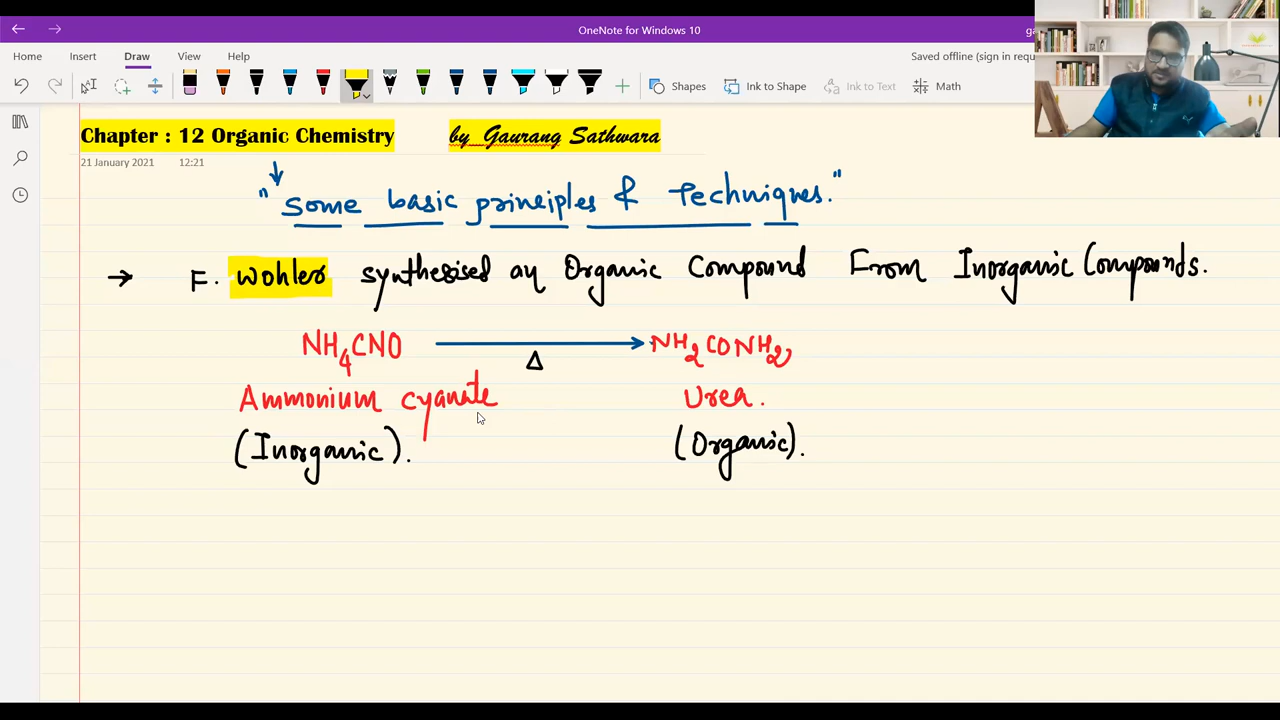 OneNote for Windows 10
ga
Home Insert Draw View Help
Saved offline (sign in requ
Shapes Ink to Shape Ink to Text Math
Chapter : 12 Organic Chemistry by Gaurang Sathwara
21 January 2021 12:21
"Some basic principles & Techniques."
→ F. Wohler synthesised an Organic Compound From Inorganic Compounds.
NH4CNO → Δ NH2CONH2,
Ammonium cyanate Urea.
(Inorganic). (Organic).